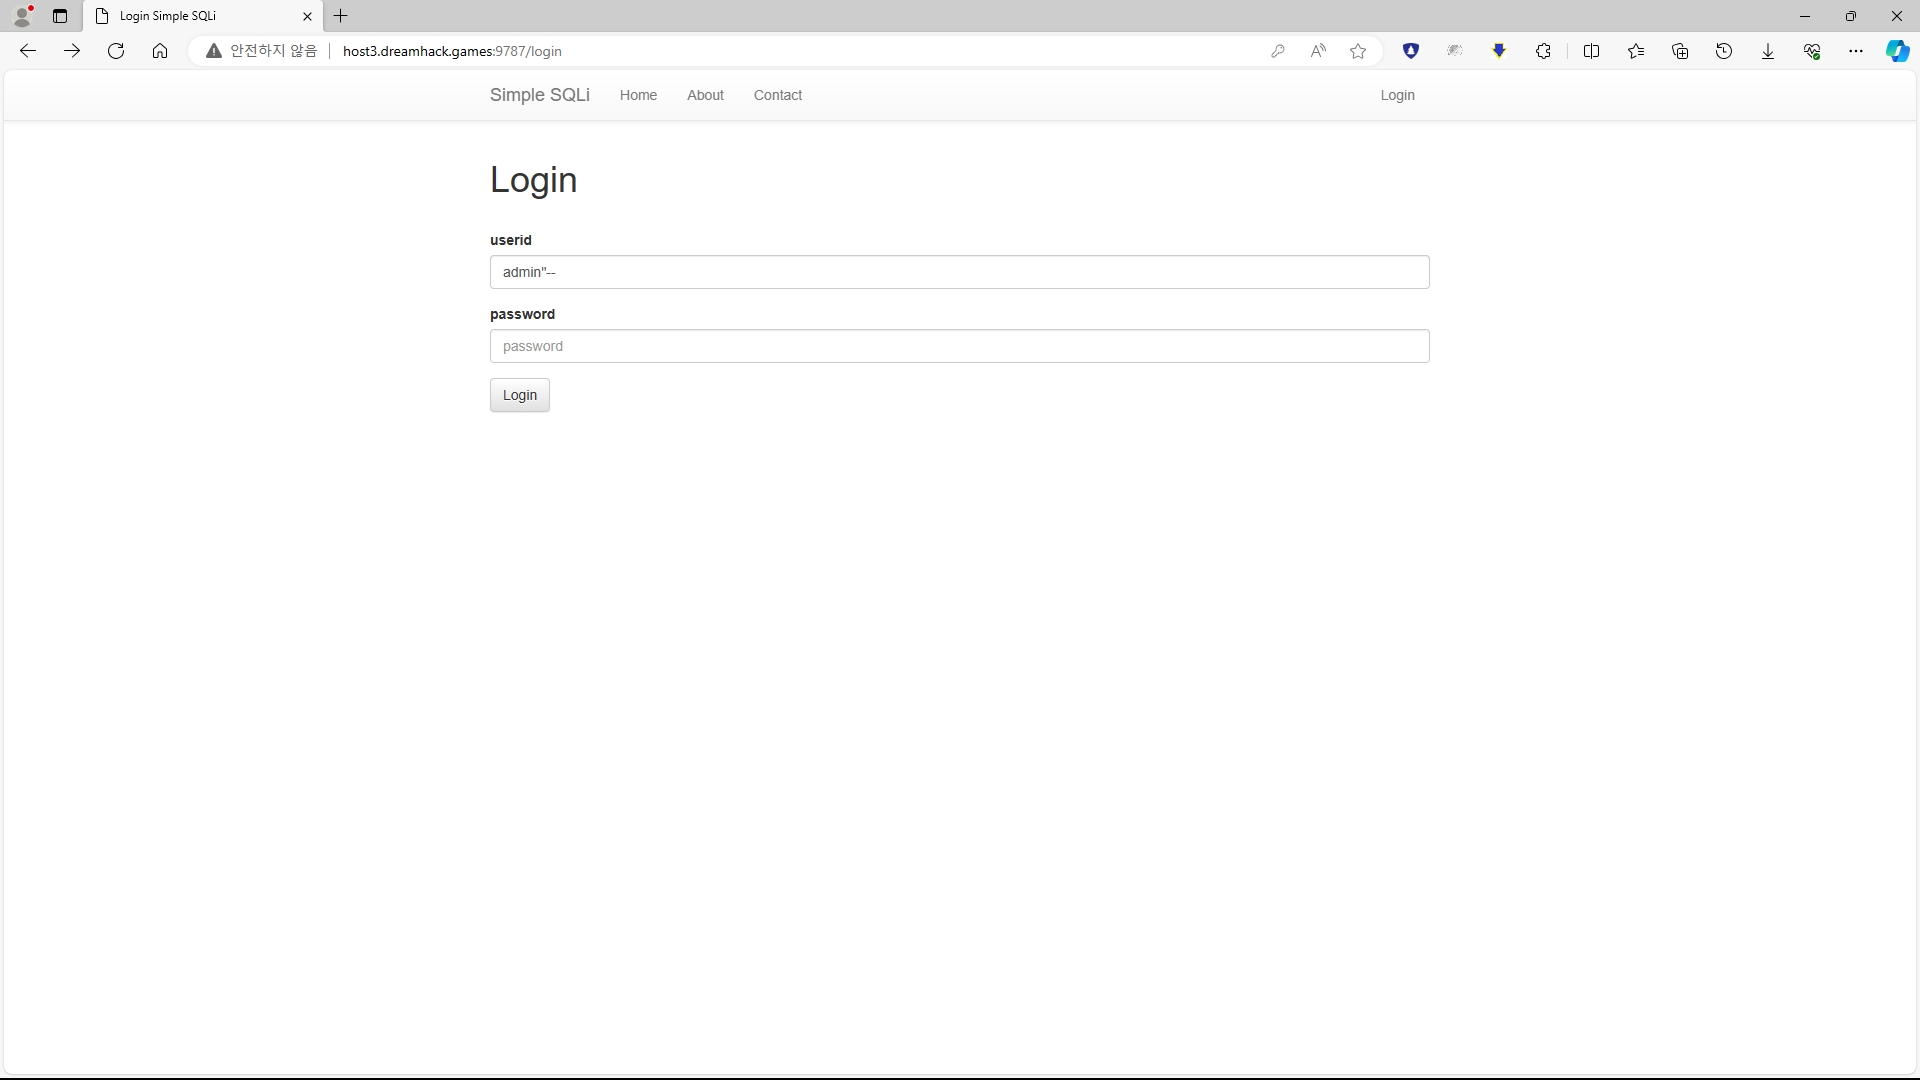 Login Simple SQLi
안전하지 않음 host3.dreamhack.games:9787/login
Simple SQLi Home About Contact Login
Login
userid
admin"--
password
password
Login